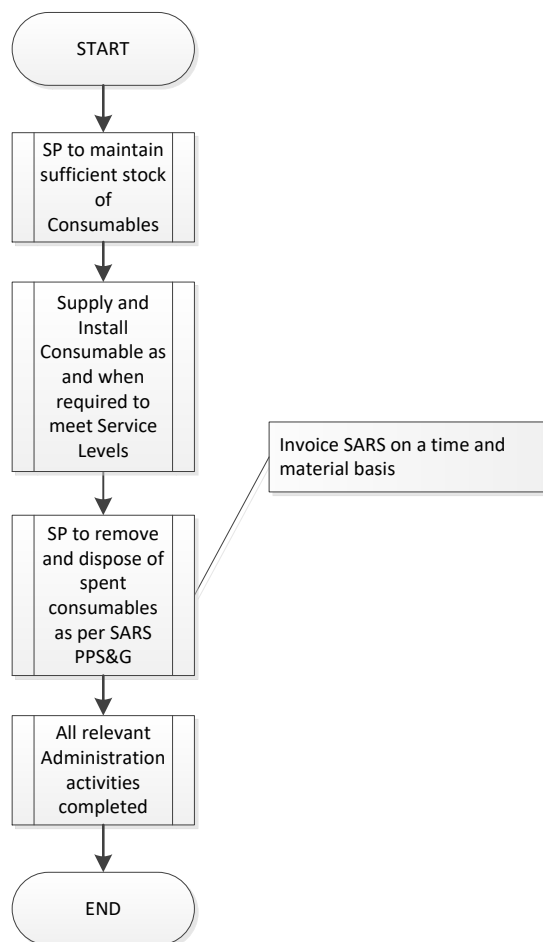 START
SP to maintain
sufficient stock
of
Consumables
Supply and
Install
Consumable as
and when
required to
meet Service
Levels
Invoice SARS on a time and
material basis
SP to remove
and dispose of
spent
consumables
as per SARS
PPS&G
All relevant
Administration
activities
completed
END